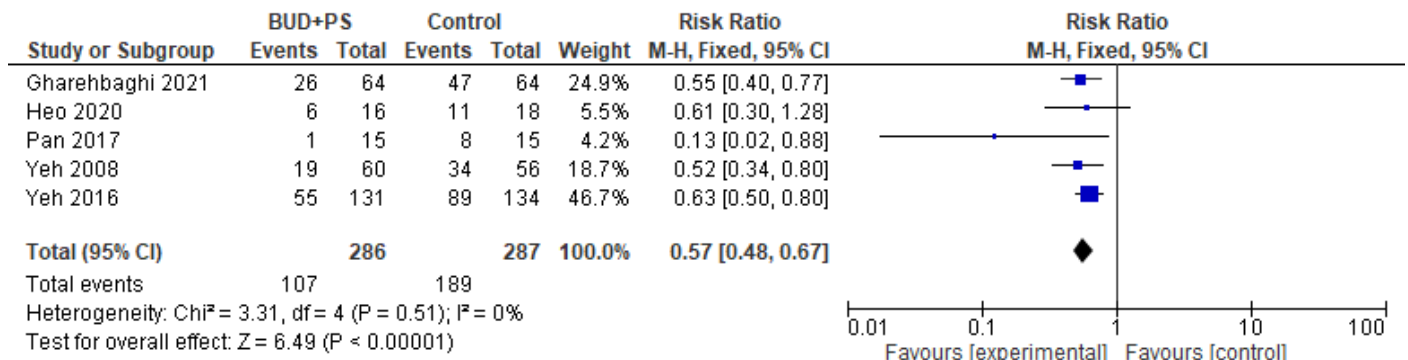 BUD+PS Control Risk Ratio Risk Ratio
Study or Subgroup Events Total Events Total Weight M-H, Fixed, 95% CI M-H, Fixed, 95% CI
Gharehbaghi 2021 26 64 47 64 24.9% 0.55 [0.40, 0.77]
Heo 2020 6 16 11 18 5.5% 0.61 [0.30, 1.28]
Pan 2017 1 15 8 15 4.2% 0.13 [0.02, 0.88]
Yeh 2008 19 60 34 56 18.7% 0.52 [0.34, 0.80]
Yeh 2016 55 131 89 134 46.7% 0.63 [0.50, 0.80]
Total (95% CI) 286 287 100.0% 0.57 [0.48, 0.67]
Total events 107 189
Heterogeneity: Chi² = 3.31, df = 4 (P = 0.51); I² = 0%
Test for overall effect: Z = 6.49 (P < 0.00001)
0.01 0.1 1 10 100
Favours [experimental] Favours [control]